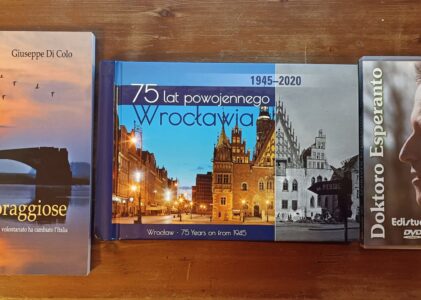 Giuseppe Di Colo
raggiose
volontariato ha cambiato l'Italia
1945–2020
75 lat powojennego
Wrocławia
Wrocław - 75 Years on from 1945
Doktoro Esperanto
DVD